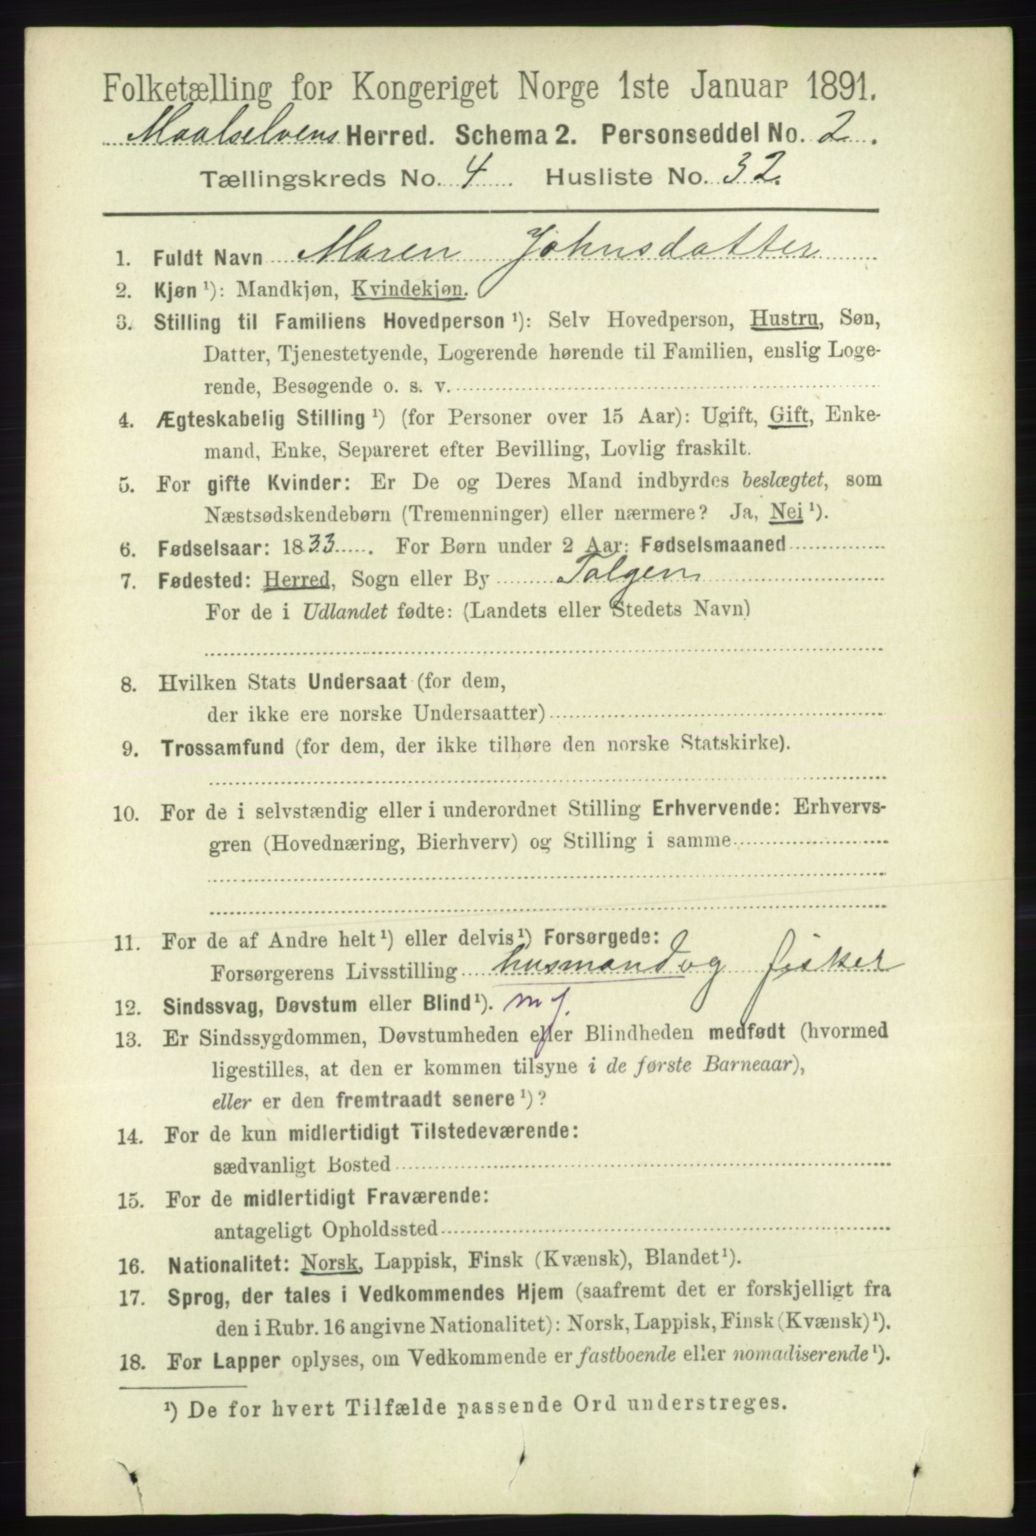 Folketælling for Kongeriget Norge 1ste Januar 1891.
Maalselvens Herred. Schema 2. Personseddel No. 2.
Tællingskreds No. 4 Husliste No. 32.
1. Fuldt Navn Maren Johnsdatter
2. Kjøn ¹): Mandkjøn, Kvindekjøn.
3. Stilling til Familiens Hovedperson ¹): Selv Hovedperson, Hustru, Søn,
Datter, Tjenestetyende, Logerende hørende til Familien, enslig Loge-
rende, Besøgende o. s. v.
4. Ægteskabelig Stilling ¹) (for Personer over 15 Aar): Ugift, Gift, Enke-
mand, Enke, Separeret efter Bevilling, Lovlig fraskilt.
5. For gifte Kvinder: Er De og Deres Mand indbyrdes beslægtet, som
Næstsødskendebørn (Tremenninger) eller nærmere? Ja, Nei ¹).
6. Fødselsaar: 1833. For Børn under 2 Aar: Fødselsmaaned
7. Fødested: Herred, Sogn eller By Tolgen
For de i Udlandet fødte: (Landets eller Stedets Navn)
8. Hvilken Stats Undersaat (for dem,
der ikke ere norske Undersaatter)
9. Trossamfund (for dem, der ikke tilhøre den norske Statskirke).
10. For de i selvstændig eller i underordnet Stilling Erhvervende: Erhvervs-
gren (Hovednæring, Bierhverv) og Stilling i samme
11. For de af Andre helt ¹) eller delvis ¹) Forsørgede:
Forsørgerens Livsstilling husmand og fisker
12. Sindssvag, Døvstum eller Blind ¹).
13. Er Sindssygdommen, Døvstumheden eller Blindheden medfødt (hvormed
ligestilles, at den er kommen tilsyne i de første Barneaar),
eller er den fremtraadt senere ¹)?
14. For de kun midlertidigt Tilstedeværende:
sædvanligt Bosted
15. For de midlertidigt Fraværende:
antageligt Opholdssted
16. Nationalitet: Norsk, Lappisk, Finsk (Kvænsk), Blandet ¹).
17. Sprog, der tales i Vedkommendes Hjem (saafremt det er forskjelligt fra
den i Rubr. 16 angivne Nationalitet): Norsk, Lappisk, Finsk (Kvænsk) ¹).
18. For Lapper oplyses, om Vedkommende er fastboende eller nomadiserende ¹).
¹) De for hvert Tilfælde passende Ord understreges.